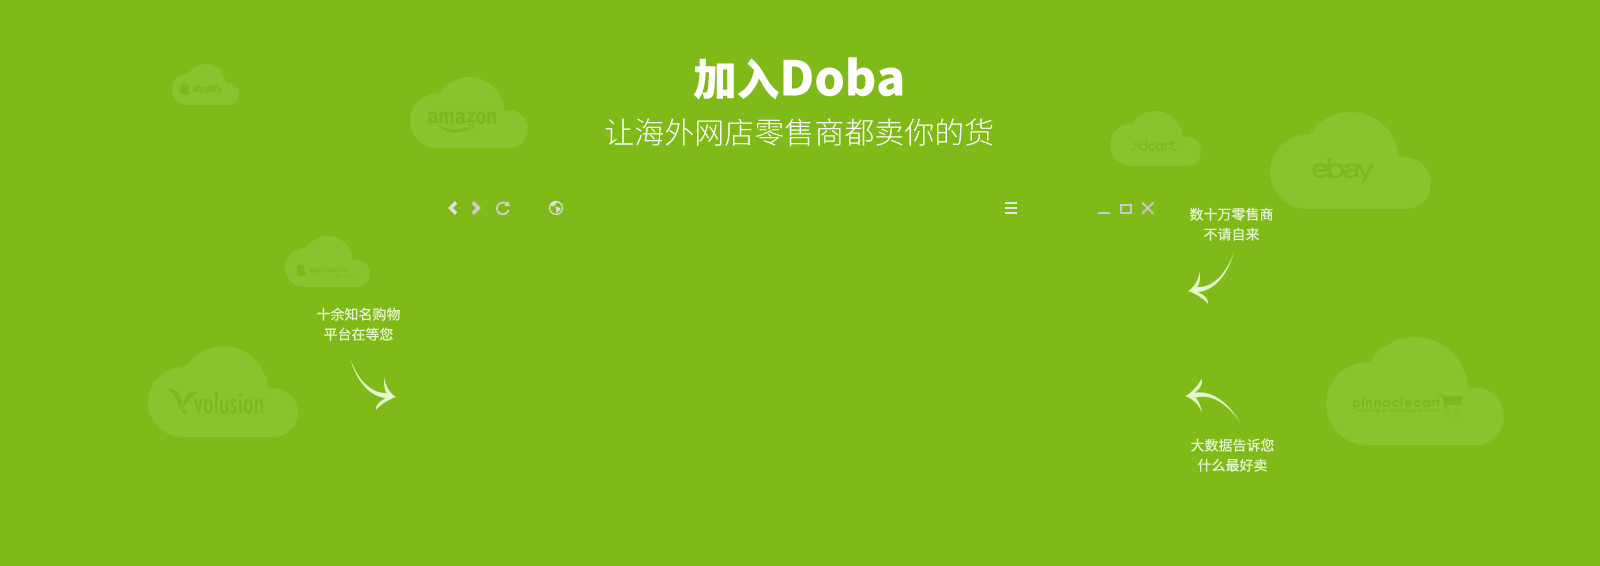 加入Doba
让海外网店零售商都卖你的货
shopify
amazon
ebay
数十万零售商
不请自来
十余知名购物
平台在等您
volusion
pinnaclecart
大数据告诉您
什么最好卖